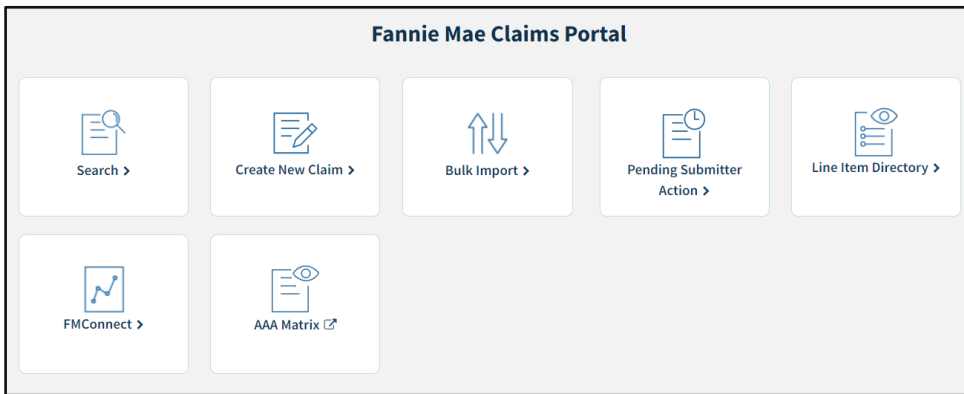 Fannie Mae Claims Portal
Search >
Create New Claim >
Bulk Import >
Pending Submitter
Action >
Line Item Directory >
FMConnect >
AAA Matrix